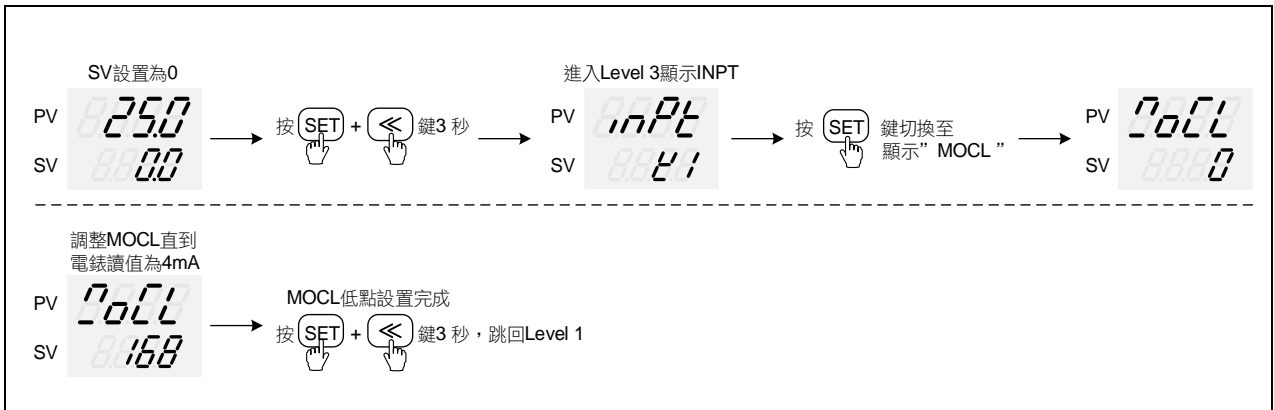 SV設置為0
PV 25.0
SV 0.0
按 SET + ≪ 鍵3 秒
進入Level 3顯示INPT
PV inPt
SV K1
按 SET 鍵切換至
顯示” MOCL ”
PV MoCL
SV 0
調整MOCL直到
電錶讀值為4mA
PV MoCL
SV 168
MOCL低點設置完成
按 SET + ≪ 鍵3 秒，跳回Level 1